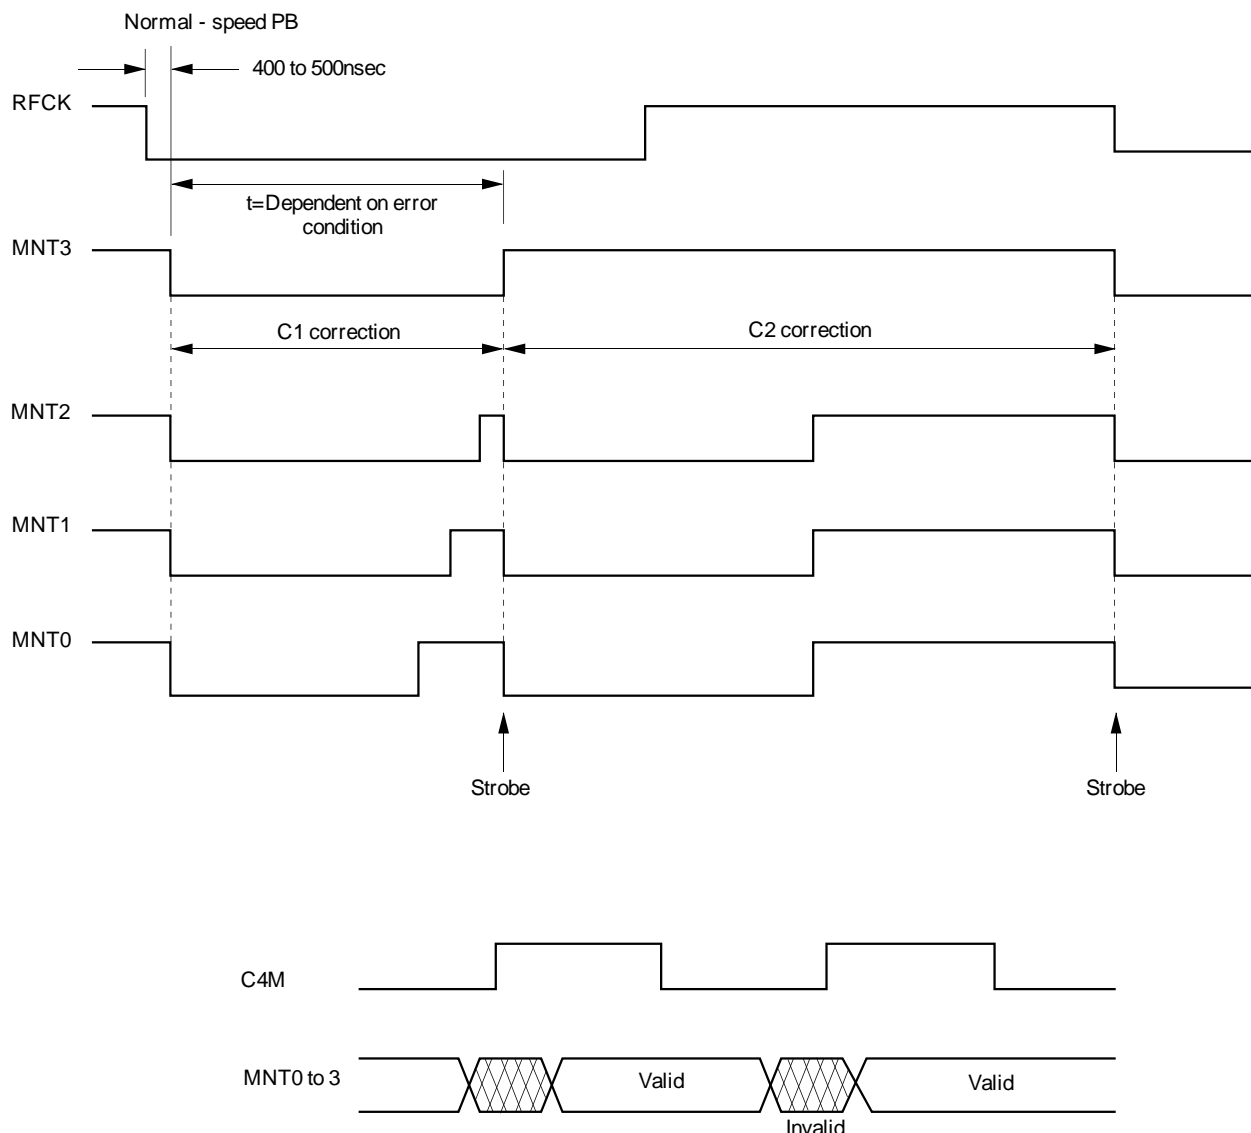 Normal - speed PB
400 to 500nsec
RFCK
t=Dependent on error
condition
MNT3
C1 correction
C2 correction
MNT2
MNT1
MNT0
Strobe
Strobe
C4M
MNT0 to 3
Valid
Valid
Invalid